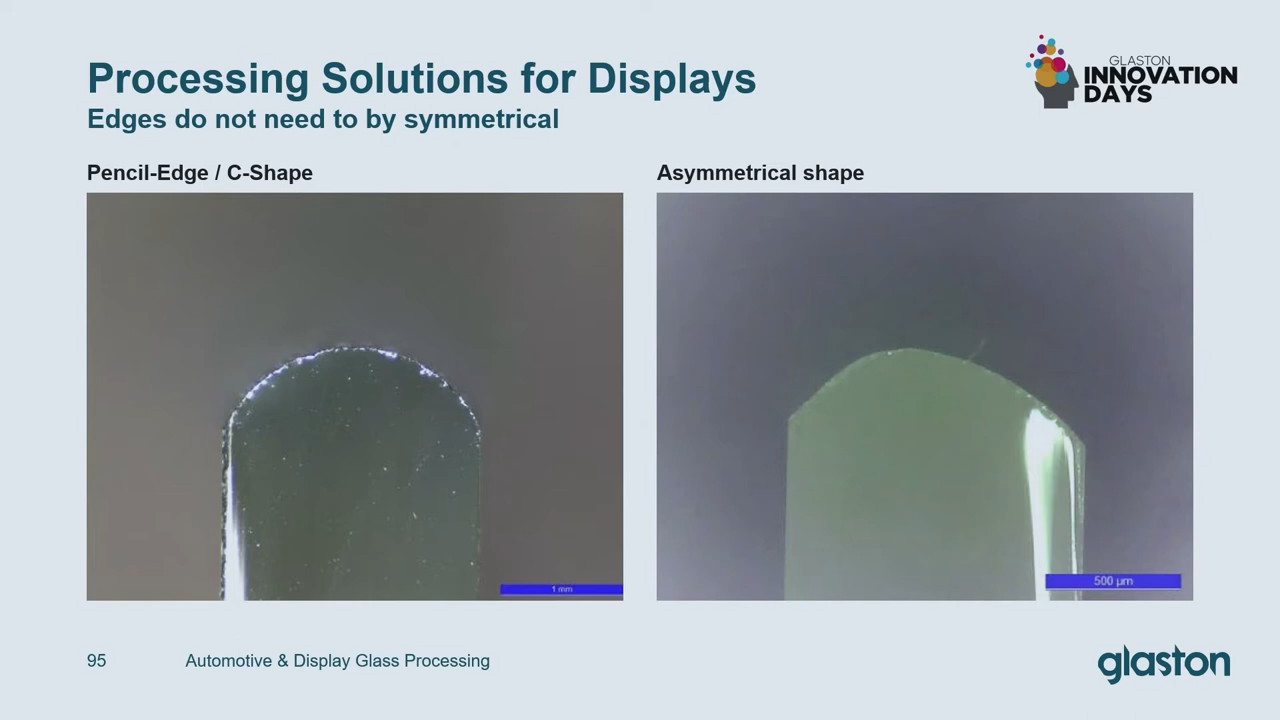 Processing Solutions for Displays
Edges do not need to by symmetrical
GLASTON
INNOVATION
DAYS
Pencil-Edge / C-Shape
Asymmetrical shape
1 mm
500 µm
95
Automotive & Display Glass Processing
glaston